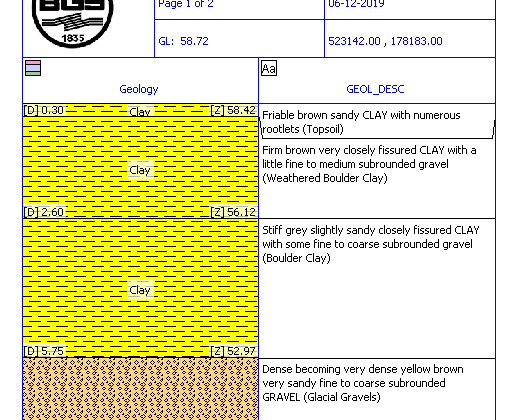 BGS
1835
Page 1 of 2
06-12-2019
GL: 58.72
523142.00 , 178183.00
Aa
Geology
GEOL_DESC
[D] 0.30
Clay
[Z] 58.42
Friable brown sandy CLAY with numerous
rootlets (Topsoil)
Clay
Firm brown very closely fissured CLAY with a
little fine to medium subrounded gravel
(Weathered Boulder Clay)
[D] 2.60
[Z] 56.12
Clay
Stiff grey slightly sandy closely fissured CLAY
with some fine to coarse subrounded gravel
(Boulder Clay)
[D] 5.75
[Z] 52.97
Dense becoming very dense yellow brown
very sandy fine to coarse subrounded
GRAVEL (Glacial Gravels)